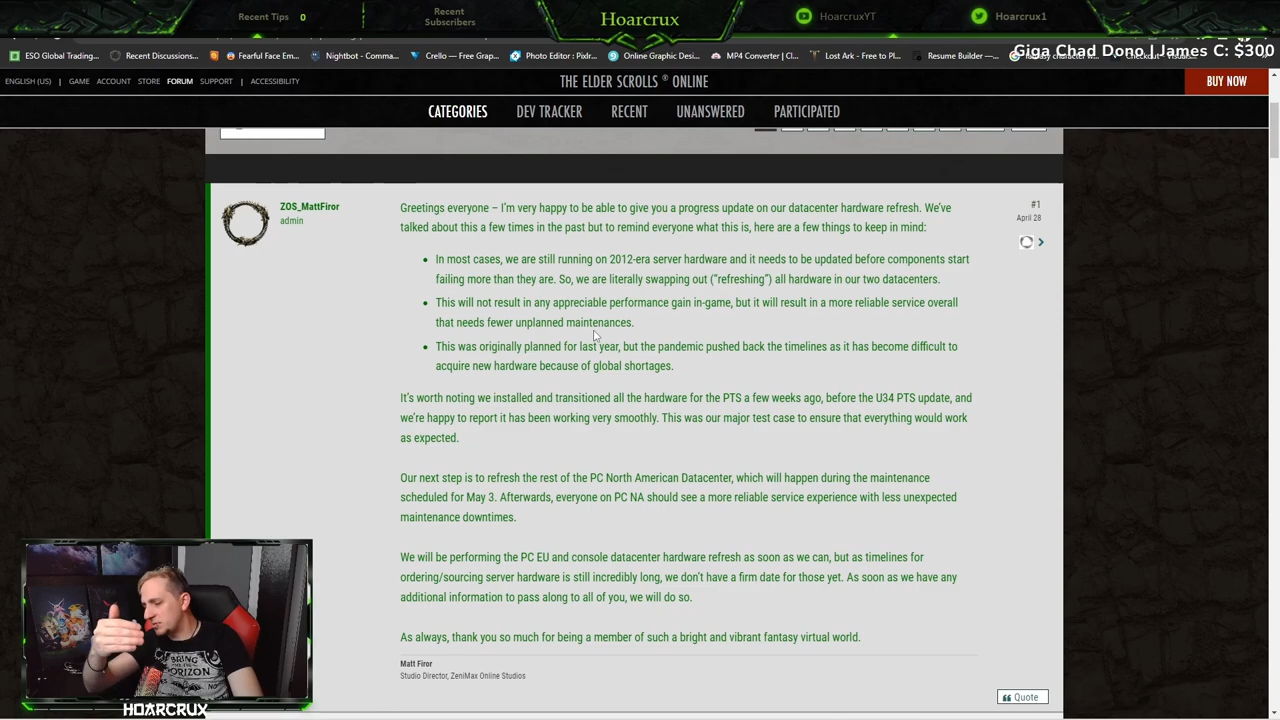 Recent Tips 0
Recent
Subscribers
Hoarcrux
HoarcruxYT
Hoarcrux1
ESO Global Trading...
Recent Discussions...
Fearful Face Em...
Nightbot - Comma...
Crello — Free Grap...
Photo Editor : Pixlr...
Online Graphic Des...
MP4 Converter | Cl...
Lost Ark - Free to Pl...
Resume Builder —...
Giga Chad Dono | James C: $300
ENGLISH (US)
GAME
ACCOUNT
STORE
FORUM
SUPPORT
ACCESSIBILITY
THE ELDER SCROLLS ® ONLINE
BUY NOW
CATEGORIES
DEV TRACKER
RECENT
UNANSWERED
PARTICIPATED
ZOS_MattFiror
admin
#1
April 28
Greetings everyone – I'm very happy to be able to give you a progress update on our datacenter hardware refresh. We've
talked about this a few times in the past but to remind everyone what this is, here are a few things to keep in mind:
• In most cases, we are still running on 2012-era server hardware and it needs to be updated before components start
failing more than they are. So, we are literally swapping out ("refreshing") all hardware in our two datacenters.
• This will not result in any appreciable performance gain in-game, but it will result in a more reliable service overall
that needs fewer unplanned maintenances.
• This was originally planned for last year, but the pandemic pushed back the timelines as it has become difficult to
acquire new hardware because of global shortages.
It's worth noting we installed and transitioned all the hardware for the PTS a few weeks ago, before the U34 PTS update, and
we're happy to report it has been working very smoothly. This was our major test case to ensure that everything would work
as expected.
Our next step is to refresh the rest of the PC North American Datacenter, which will happen during the maintenance
scheduled for May 3. Afterwards, everyone on PC NA should see a more reliable service experience with less unexpected
maintenance downtimes.
We will be performing the PC EU and console datacenter hardware refresh as soon as we can, but as timelines for
ordering/sourcing server hardware is still incredibly long, we don't have a firm date for those yet. As soon as we have any
additional information to pass along to all of you, we will do so.
As always, thank you so much for being a member of such a bright and vibrant fantasy virtual world.
Matt Firor
Studio Director, ZeniMax Online Studios
Quote
BRING
HORIZON
HOARCRUX